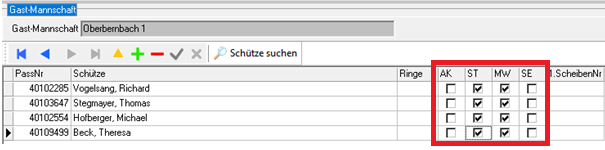 Gast-Mannschaft
Gast-Mannschaft Oberbernbach 1
Schütze suchen
PassNr Schütze Ringe AK ST MW SE 1.ScheibenNr
40102285 Vogelsang, Richard
40103647 Stegmayer, Thomas
40102554 Hofberger, Michael
40109499 Beck, Theresa